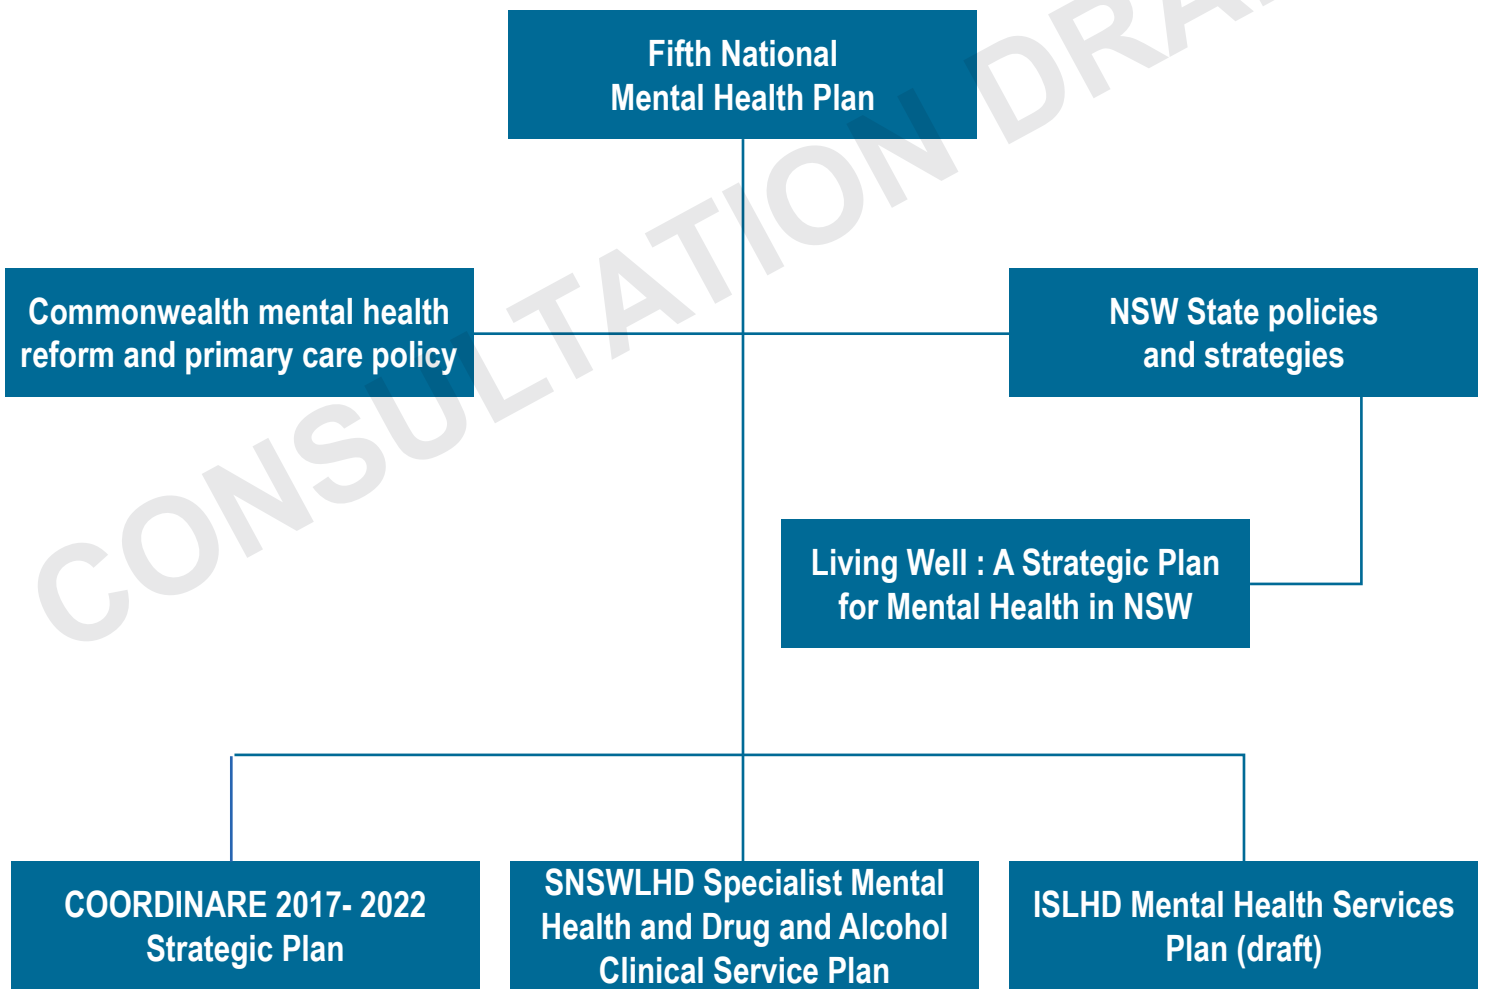 Fifth National
Mental Health Plan
Commonwealth mental health
reform and primary care policy
NSW State policies
and strategies
Living Well : A Strategic Plan
for Mental Health in NSW
COORDINARE 2017- 2022
Strategic Plan
SNSWLHD Specialist Mental
Health and Drug and Alcohol
Clinical Service Plan
ISLHD Mental Health Services
Plan (draft)
CONSULTATION DRA